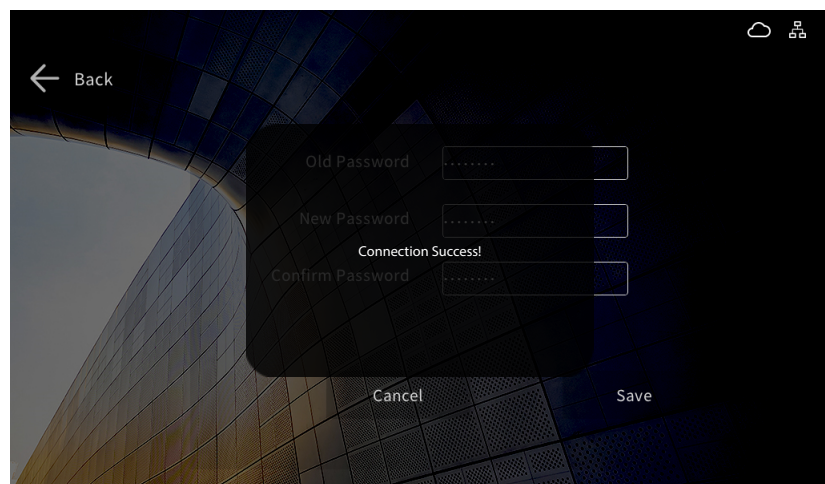 Back
Old Password ........
New Password ........
Connection Success!
Confirm Password ........
Cancel Save